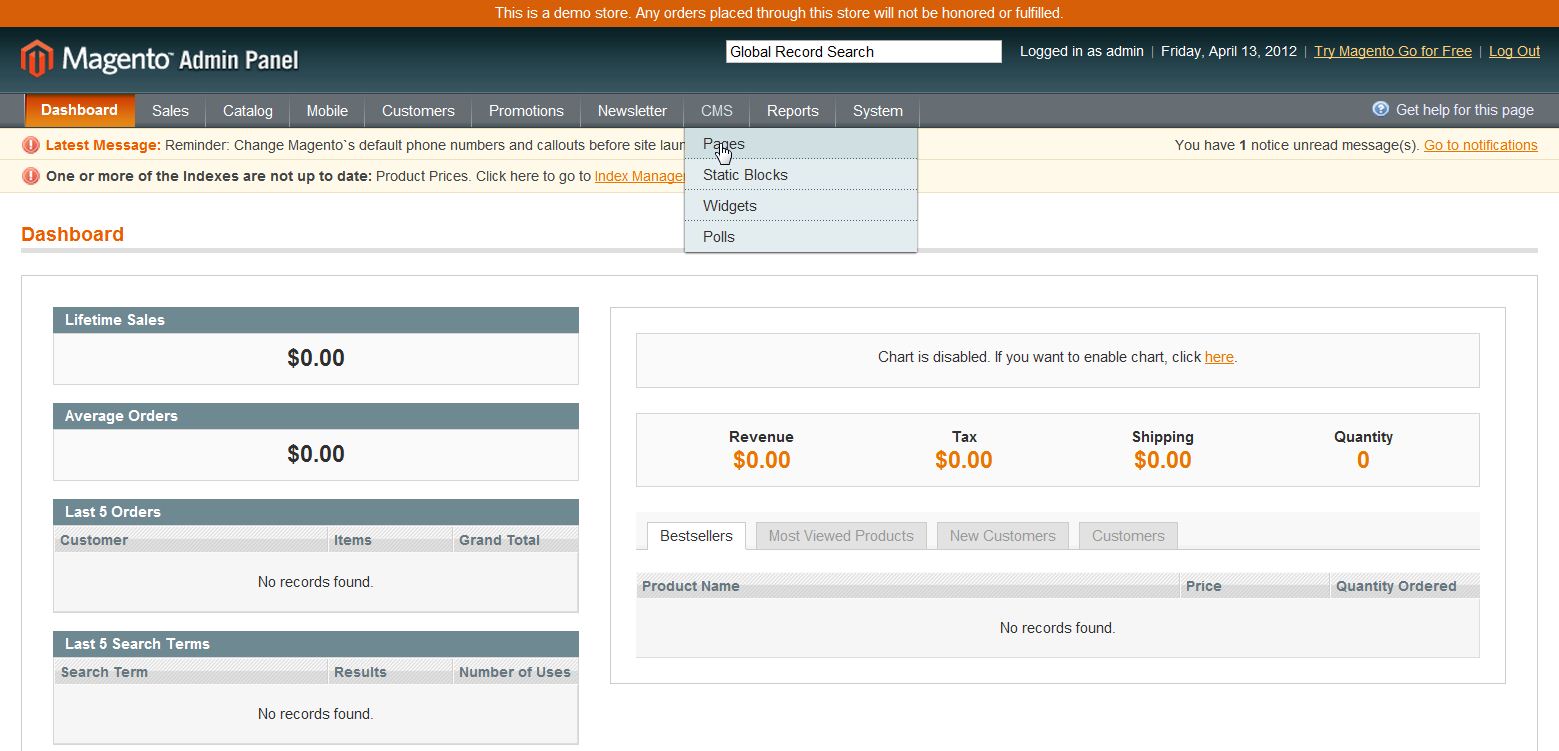 This is a demo store. Any orders placed through this store will not be honored or fulfilled.
Magento™ Admin Panel
Global Record Search
Logged in as admin | Friday, April 13, 2012 | Try Magento Go for Free | Log Out
Dashboard Sales Catalog Mobile Customers Promotions Newsletter CMS Reports System Get help for this page
Latest Message: Reminder: Change Magento`s default phone numbers and callouts before site laun
You have 1 notice unread message(s). Go to notifications
One or more of the Indexes are not up to date: Product Prices. Click here to go to Index Manage
Pages
Static Blocks
Widgets
Polls
Dashboard
Lifetime Sales
$0.00
Average Orders
$0.00
Last 5 Orders
Customer Items Grand Total
No records found.
Last 5 Search Terms
Search Term Results Number of Uses
No records found.
Chart is disabled. If you want to enable chart, click here.
Revenue Tax Shipping Quantity
$0.00 $0.00 $0.00 0
Bestsellers Most Viewed Products New Customers Customers
Product Name Price Quantity Ordered
No records found.